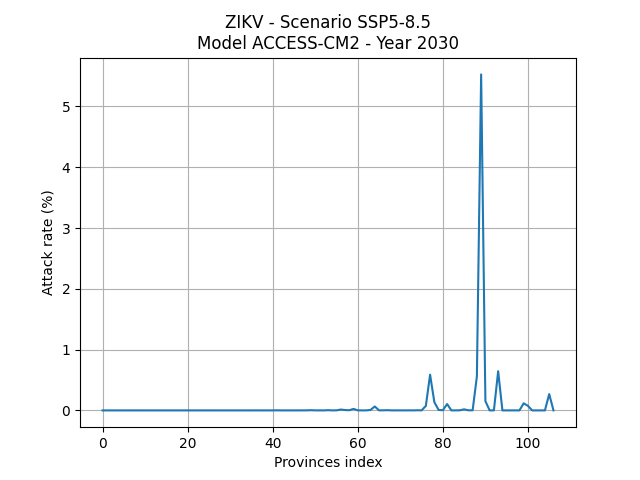 ZIKV - Scenario SSP5-8.5
Model ACCESS-CM2 - Year 2030
5
4
3
2
1
0
Attack rate (%)
0 20 40 60 80 100
Provinces index